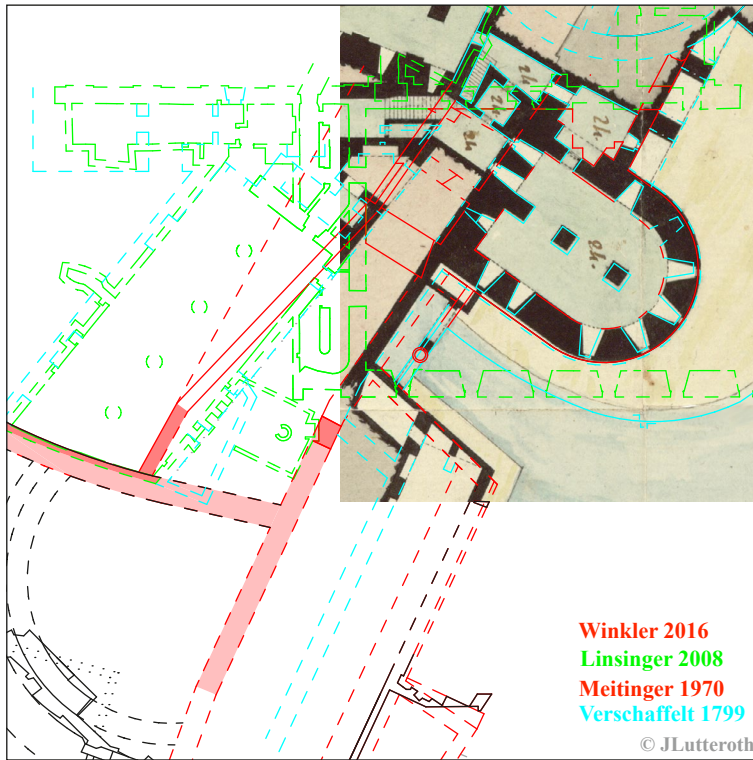 Winkler 2016
Linsinger 2008
Meitinger 1970
Verschaffelt 1799
© JLutteroth